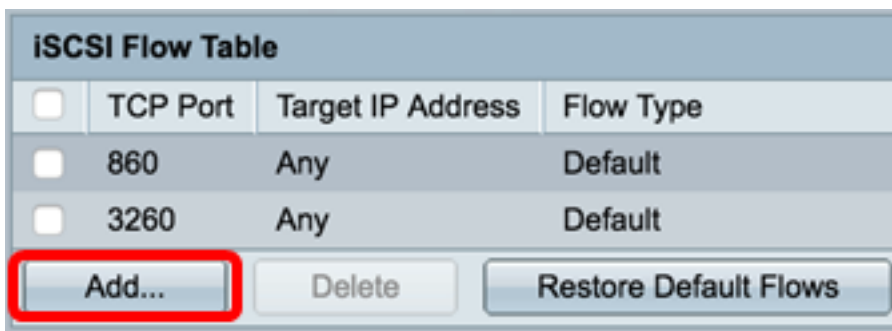 iSCSI Flow Table
TCP Port Target IP Address Flow Type
860 Any Default
3260 Any Default
Add... Delete Restore Default Flows